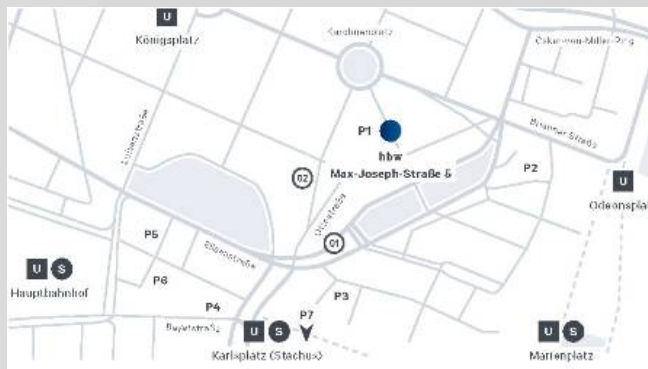 U
Königsplatz
Karolinenplatz
Oskar-von-Miller-Ring
Luisenstraße
P1
hbw
Max-Joseph-Straße 5
Brienner Straße
P2
02
U
Odeonsplatz
Ottostraße
01
P5
Elisenstraße
U S
Hauptbahnhof
P6
P4
P3
P7
Bayerstraße
U S
Karlsplatz (Stachus)
U S
Marienplatz